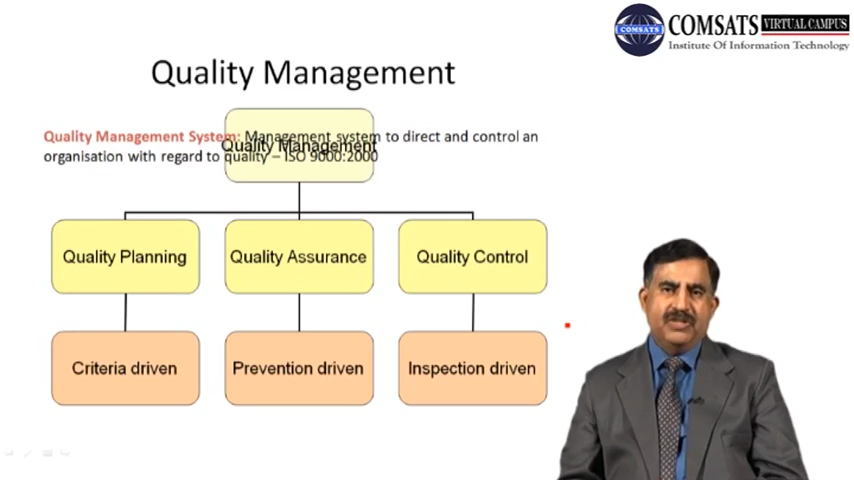 COMSATS
COMSATS VIRTUAL CAMPUS
Institute Of Information Technology
Quality Management
Quality Management System: Management system to direct and control an
organisation with regard to quality – ISO 9000:2000
Quality Management
Quality Planning
Quality Assurance
Quality Control
Criteria driven
Prevention driven
Inspection driven